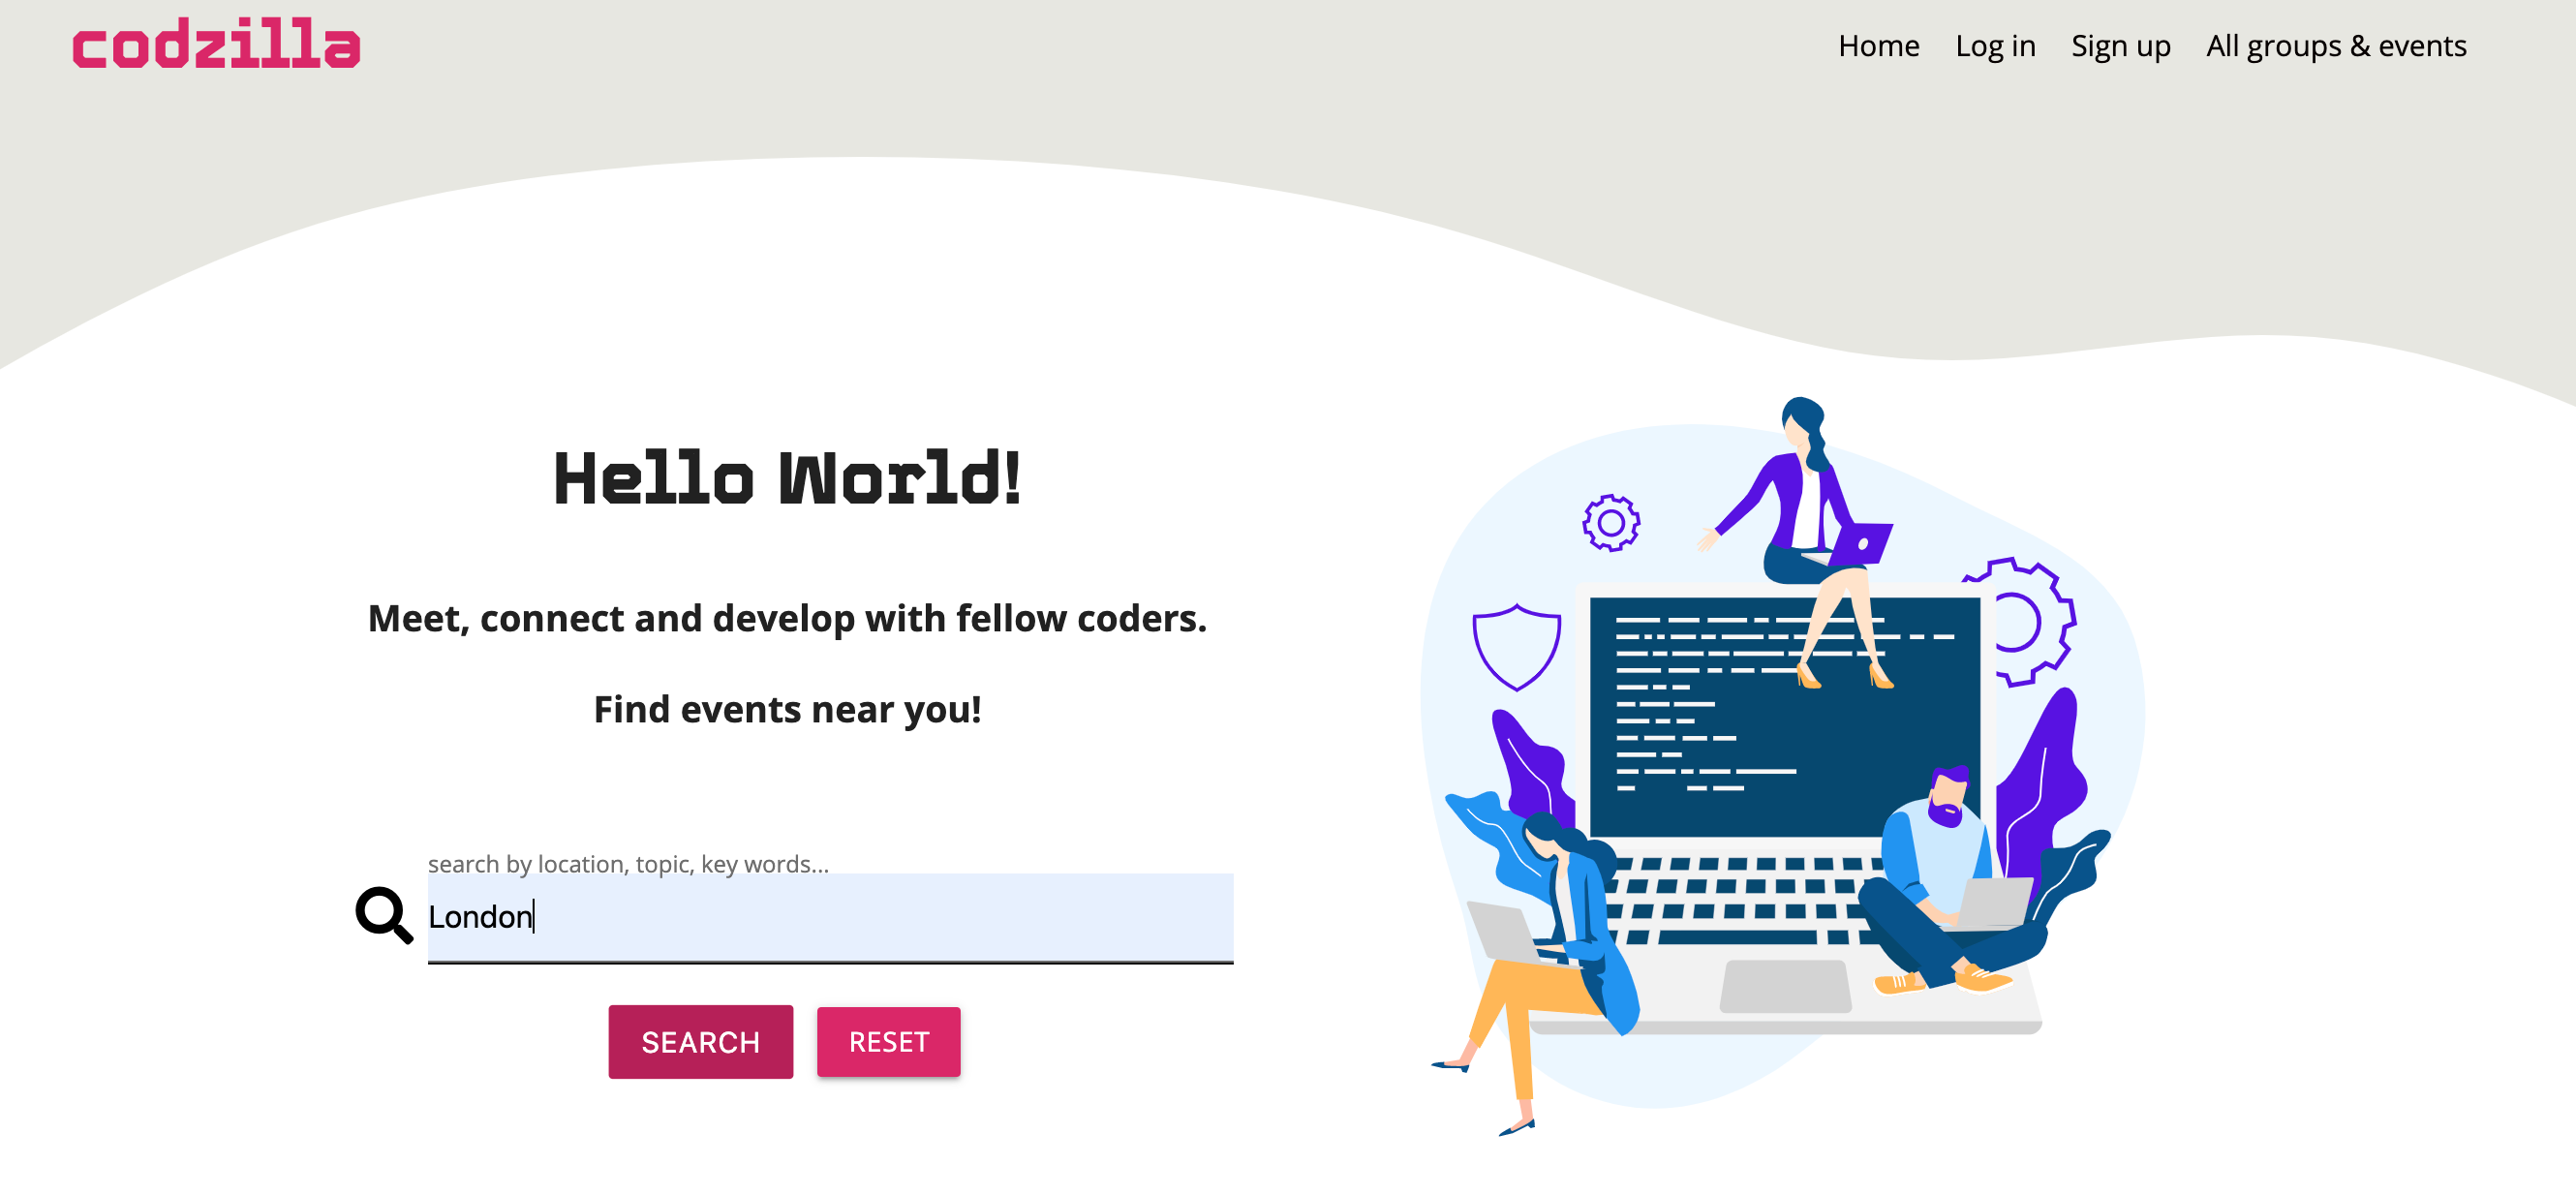 codzilla
Home Log in Sign up All groups & events
Hello World!
Meet, connect and develop with fellow coders.
Find events near you!
search by location, topic, key words...
London
SEARCH RESET